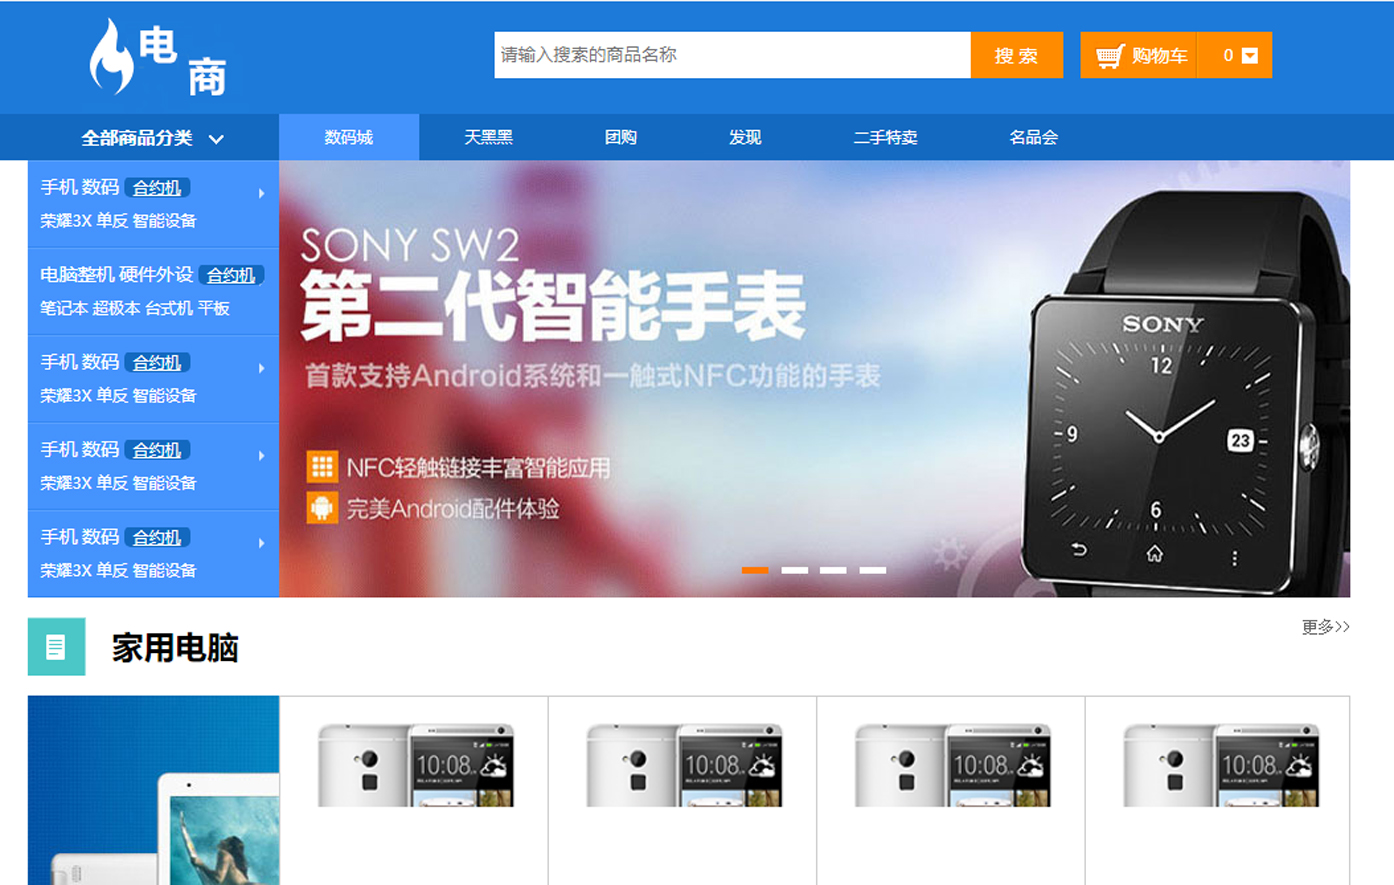 电
商
请输入搜索的商品名称
搜 索
购物车
0
全部商品分类
数码城
天黑黑
团购
发现
二手特卖
名品会
手机 数码 合约机
荣耀3X 单反 智能设备
电脑整机 硬件外设 合约机
笔记本 超极本 台式机 平板
手机 数码 合约机
荣耀3X 单反 智能设备
手机 数码 合约机
荣耀3X 单反 智能设备
手机 数码 合约机
荣耀3X 单反 智能设备
SONY SW2
第二代智能手表
首款支持Android系统和一触式NFC功能的手表
NFC轻触链接丰富智能应用
完美Android配件体验
SONY
12
9
23
6
家用电脑
更多>>
10:08
10:08
10:08
10:08